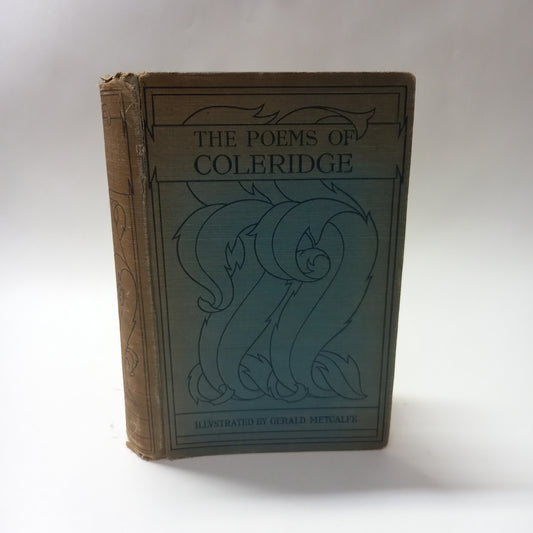 THE POEMS OF
COLERIDGE
ILLUSTRATED BY GERALD METCALFE